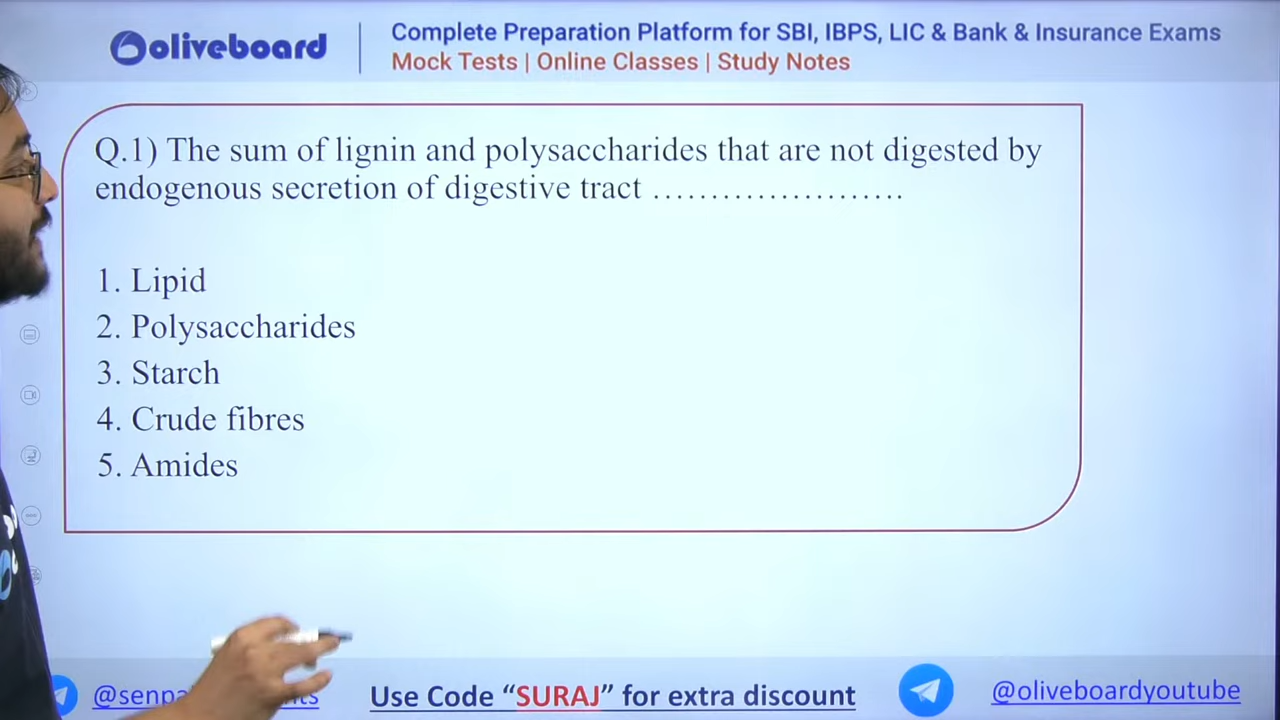 oliveboard
Complete Preparation Platform for SBI, IBPS, LIC & Bank & Insurance Exams
Mock Tests | Online Classes | Study Notes
Q.1) The sum of lignin and polysaccharides that are not digested by
endogenous secretion of digestive tract ......................
1. Lipid
2. Polysaccharides
3. Starch
4. Crude fibres
5. Amides
Use Code “SURAJ” for extra discount
@oliveboardyoutube